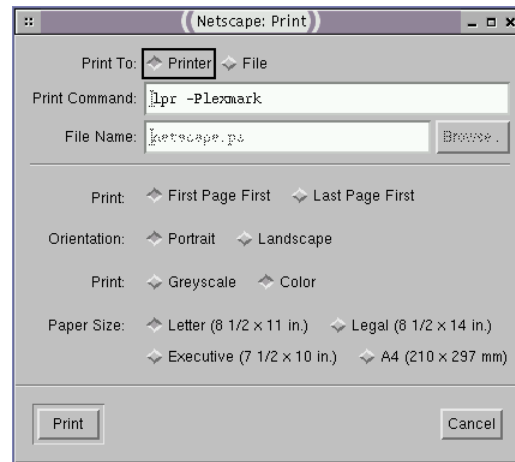 ((Netscape: Print))
Print To: Printer File
Print Command: lpr -Plexmark
File Name: netscape.ps Browse..
Print: First Page First Last Page First
Orientation: Portrait Landscape
Print: Greyscale Color
Paper Size: Letter (8 1/2 x 11 in.) Legal (8 1/2 x 14 in.)
Executive (7 1/2 x 10 in.) A4 (210 x 297 mm)
Print Cancel